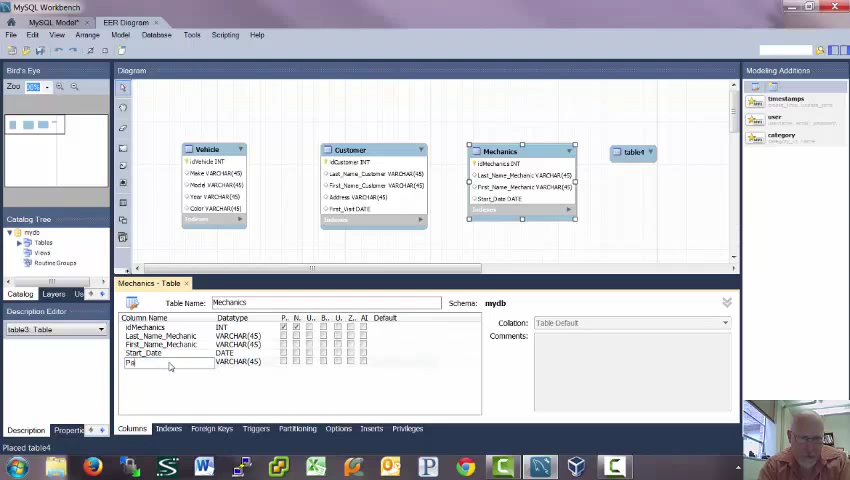 MySQL Workbench
MySQL Model* × EER Diagram ×
File Edit View Arrange Model Database Tools Scripting Help
Bird's Eye
Zoo
Diagram
Modeling Additions
timestamps
user
category
Vehicle
idVehicle INT
Make VARCHAR(45)
Model VARCHAR(45)
Year VARCHAR(45)
Color VARCHAR(45)
Indexes
Customer
idCustomer INT
Last_Name_Customer VARCHAR(45)
First_Name_Customer VARCHAR(45)
Address VARCHAR(45)
First_Visit DATE
Indexes
Mechanics
idMechanics INT
Last_Name_Mechanic VARCHAR(45)
First_Name_Mechanic VARCHAR(45)
Start_Date DATE
Indexes
table4
Catalog Tree
mydb
Tables
Views
Routine Groups
Catalog Layers Us
Description Editor
table3: Table
Description Properti
Mechanics - Table ×
Table Name: Mechanics Schema: mydb
Column Name Datatype P.. N.. U.. B.. U.. Z.. AI Default
idMechanics INT
Last_Name_Mechanic VARCHAR(45)
First_Name_Mechanic VARCHAR(45)
Start_Date DATE
VARCHAR(45)
Collation: Table Default
Comments:
Columns Indexes Foreign Keys Triggers Partitioning Options Inserts Privileges
Placed table4